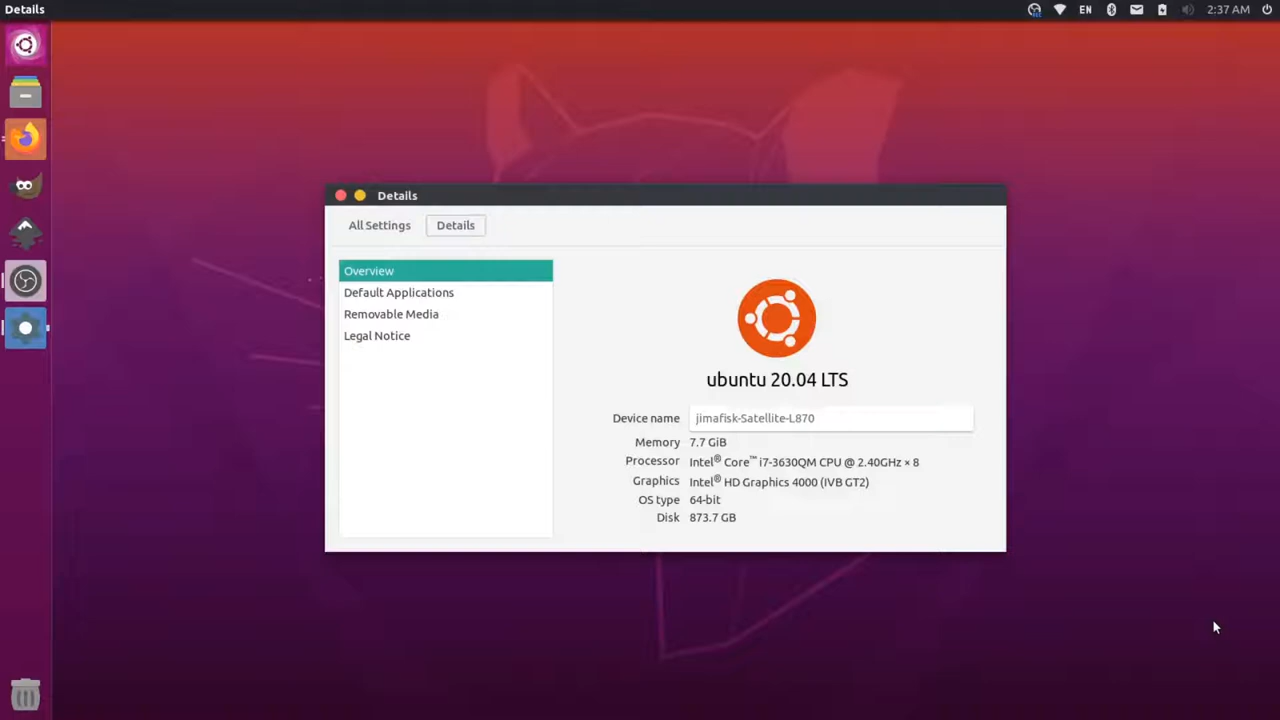 Details
EN
2:37 AM
Details
All Settings
Details
Overview
Default Applications
Removable Media
Legal Notice
ubuntu 20.04 LTS
Device name jimafisk-Satellite-L870
Memory 7.7 GiB
Processor Intel® Core™ i7-3630QM CPU @ 2.40GHz × 8
Graphics Intel® HD Graphics 4000 (IVB GT2)
OS type 64-bit
Disk 873.7 GB